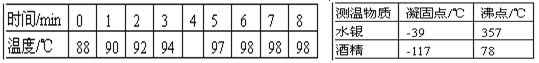 时间/min 0 1 2 3 4 5 6 7 8
温度/℃ 88 90 92 94 97 98 98 98
测温物质 凝固点/℃ 沸点/℃
水银 -39 357
酒精 -117 78